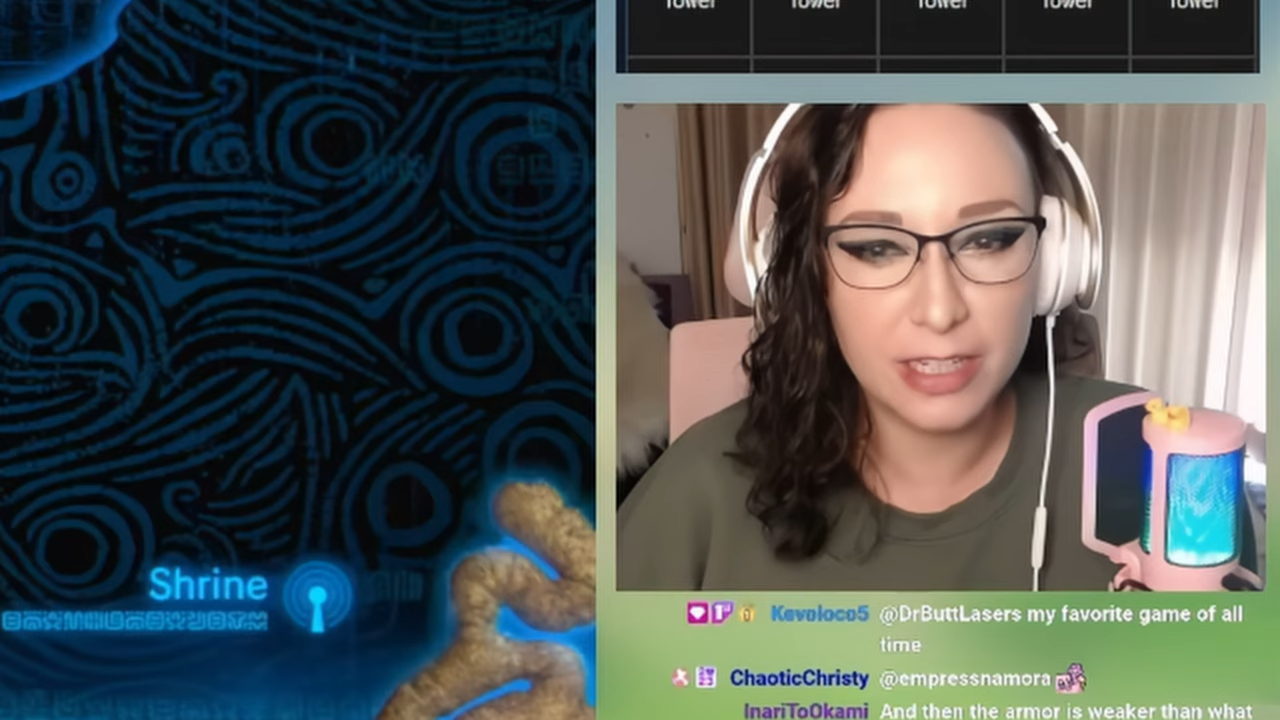 Tower Tower Tower Tower Tower
Shrine
Kevoloco5 @DrButtLasers my favorite game of all
time
ChaoticChristy @empressnamora
InariToOkami And then the armor is weaker than what